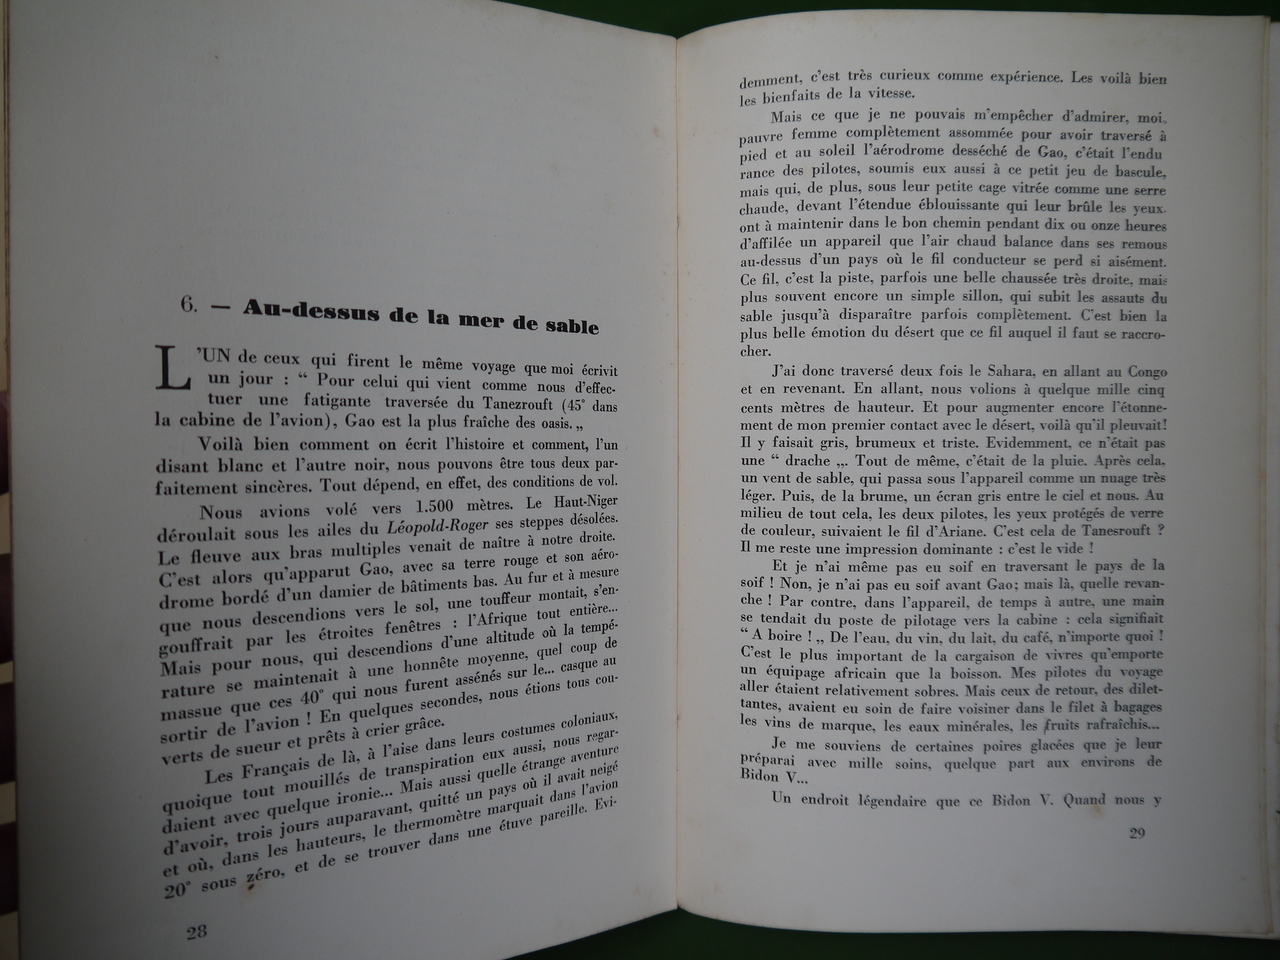 6. — Au-dessus de la mer de sable
L'UN de ceux qui firent le même voyage que moi écrivit
un jour : “ Pour celui qui vient comme nous d'effec-
tuer une fatigante traversée du Tanezrouft (45° dans
la cabine de l'avion), Gao est la plus fraîche des oasis. „
Voilà bien comment on écrit l'histoire et comment, l'un
disant blanc et l'autre noir, nous pouvons être tous deux par-
faitement sincères. Tout dépend, en effet, des conditions de vol.
Nous avions volé vers 1.500 mètres. Le Haut-Niger
déroulait sous les ailes du Léopold-Roger ses steppes désolées.
Le fleuve aux bras multiples venait de naître à notre droite.
C'est alors qu'apparut Gao, avec sa terre rouge et son aéro-
drome bordé d'un damier de bâtiments bas. Au fur et à mesure
que nous descendions vers le sol, une touffeur montait, s'en-
gouffrait par les étroites fenêtres : l'Afrique tout entière...
Mais pour nous, qui descendions d'une altitude où la tempé-
rature se maintenait à une honnête moyenne, quel coup de
massue que ces 40° qui nous furent assénés sur le... casque au
sortir de l'avion ! En quelques secondes, nous étions tous cou-
verts de sueur et prêts à crier grâce.
Les Français de là, à l'aise dans leurs costumes coloniaux,
quoique tout mouillés de transpiration eux aussi, nous regar-
daient avec quelque ironie... Mais aussi quelle étrange aventure
d'avoir, trois jours auparavant, quitté un pays où il avait neigé
et où, dans les hauteurs, le thermomètre marquait dans l'avion
20° sous zéro, et de se trouver dans une étuve pareille. Evi-
28
demment, c'est très curieux comme expérience. Les voilà bien
les bienfaits de la vitesse.
Mais ce que je ne pouvais m'empêcher d'admirer, moi,
pauvre femme complètement assommée pour avoir traversé à
pied et au soleil l'aérodrome desséché de Gao, c'était l'endu
rance des pilotes, soumis eux aussi à ce petit jeu de bascule,
mais qui, de plus, sous leur petite cage vitrée comme une serre
chaude, devant l'étendue éblouissante qui leur brûle les yeux,
ont à maintenir dans le bon chemin pendant dix ou onze heures
d'affilée un appareil que l'air chaud balance dans ses remous
au-dessus d'un pays où le fil conducteur se perd si aisément.
Ce fil, c'est la piste, parfois une belle chaussée très droite, mais
plus souvent encore un simple sillon, qui subit les assauts du
sable jusqu'à disparaître parfois complètement. C'est bien la
plus belle émotion du désert que ce fil auquel il faut se raccro-
cher.
J'ai donc traversé deux fois le Sahara, en allant au Congo
et en revenant. En allant, nous volions à quelque mille cinq
cents mètres de hauteur. Et pour augmenter encore l'étonne-
ment de mon premier contact avec le désert, voilà qu'il pleuvait!
Il y faisait gris, brumeux et triste. Evidemment, ce n'était pas
une “ drache „. Tout de même, c'était de la pluie. Après cela,
un vent de sable, qui passa sous l'appareil comme un nuage très
léger. Puis, de la brume, un écran gris entre le ciel et nous. Au
milieu de tout cela, les deux pilotes, les yeux protégés de verre
de couleur, suivaient le fil d'Ariane. C'est cela de Tanesrouft ?
Il me reste une impression dominante : c'est le vide !
Et je n'ai même pas eu soif en traversant le pays de la
soif ! Non, je n'ai pas eu soif avant Gao; mais là, quelle revan-
che ! Par contre, dans l'appareil, de temps à autre, une main
se tendait du poste de pilotage vers la cabine : cela signifiait
“ A boire ! „ De l'eau, du vin, du lait, du café, n'importe quoi !
C'est le plus important de la cargaison de vivres qu'emporte
un équipage africain que la boisson. Mes pilotes du voyage
aller étaient relativement sobres. Mais ceux de retour, des dilet-
tantes, avaient eu soin de faire voisiner dans le filet à bagages
les vins de marque, les eaux minérales, les fruits rafraîchis...
Je me souviens de certaines poires glacées que je leur
préparai avec mille soins, quelque part aux environs de
Bidon V...
Un endroit légendaire que ce Bidon V. Quand nous y
29